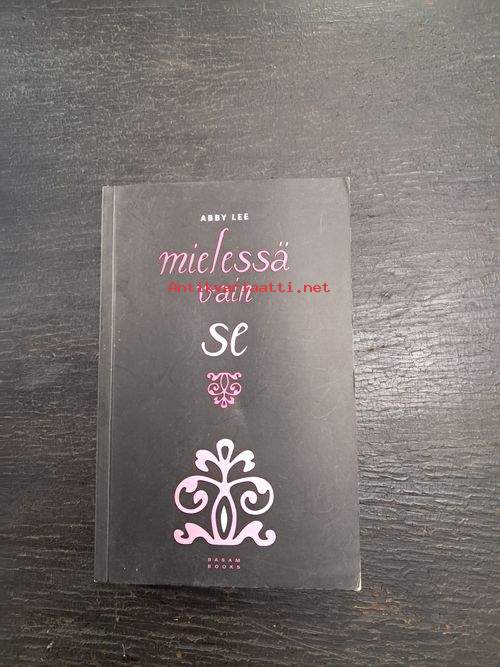 ABBY LEE
mielessä
vain
Antikvariaatti.net
se
BASAM
BOOKS